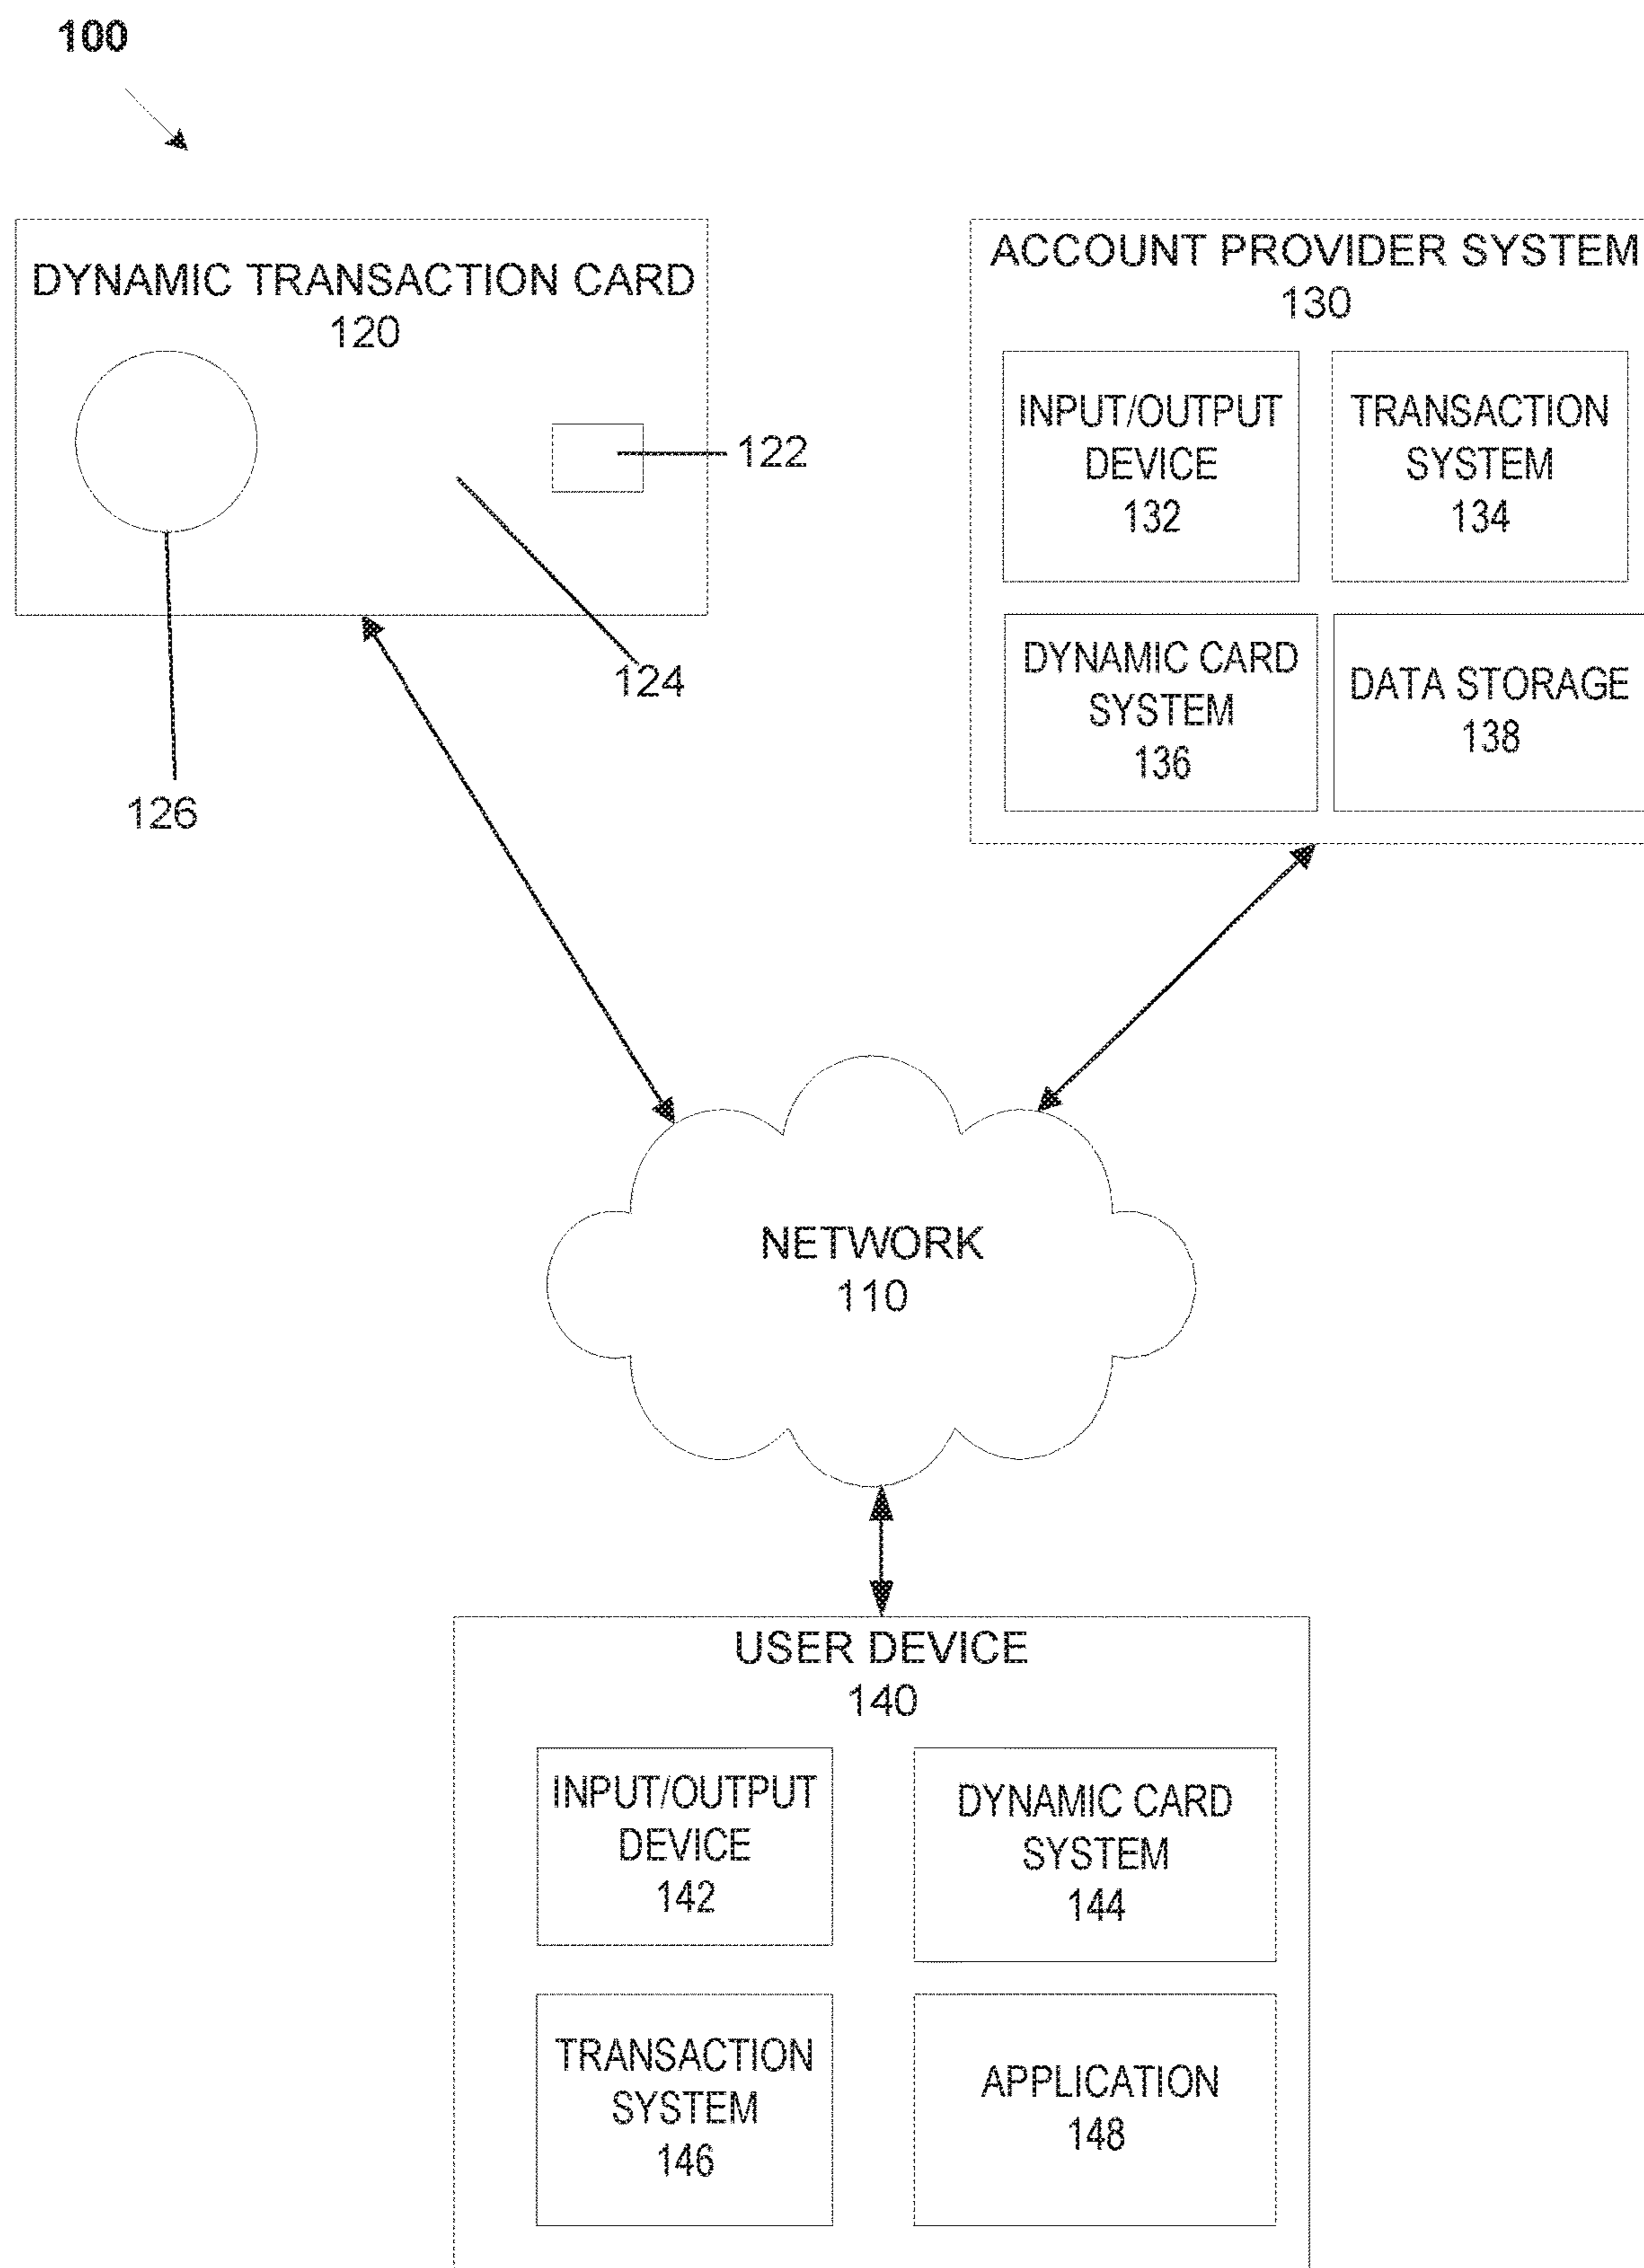 100
DYNAMIC TRANSACTION CARD
120
122
124
126
ACCOUNT PROVIDER SYSTEM
130
INPUT/OUTPUT
DEVICE
132
TRANSACTION
SYSTEM
134
DYNAMIC CARD
SYSTEM
136
DATA STORAGE
138
NETWORK
110
USER DEVICE
140
INPUT/OUTPUT
DEVICE
142
DYNAMIC CARD
SYSTEM
144
TRANSACTION
SYSTEM
146
APPLICATION
148